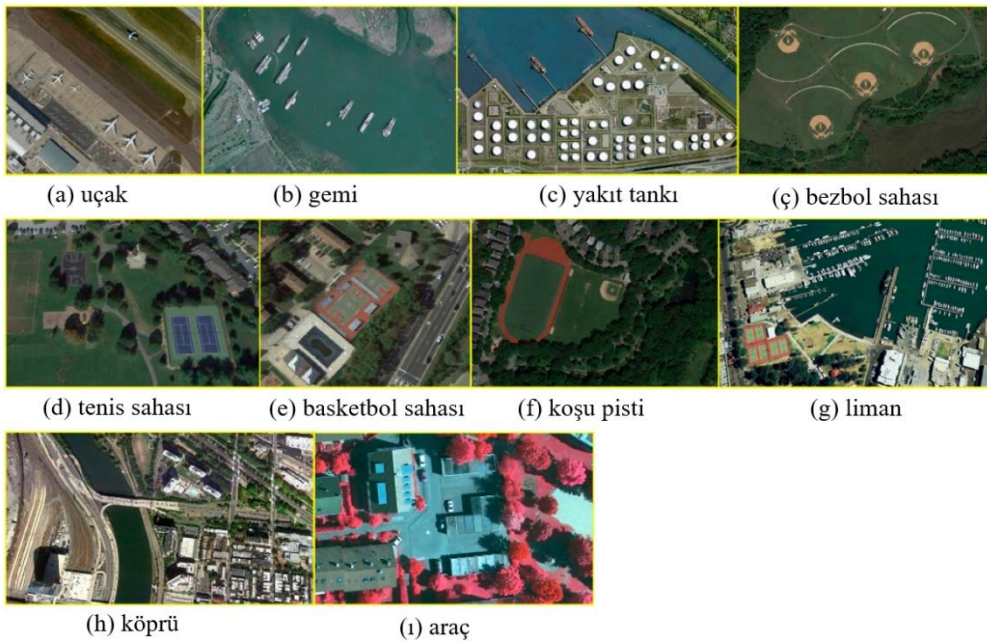 (a) uçak (b) gemi (c) yakıt tankı (ç) bezbol sahası
(d) tenis sahası (e) basketbol sahası (f) koşu pisti (g) liman
(h) köprü (ı) araç